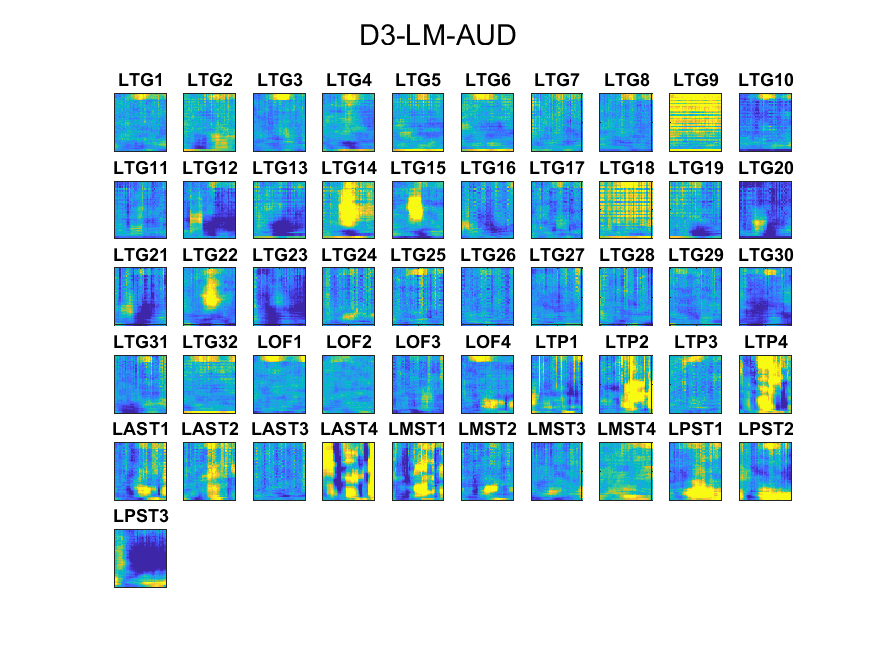 D3-LM-AUD
LTG1 LTG2 LTG3 LTG4 LTG5 LTG6 LTG7 LTG8 LTG9 LTG10
LTG11 LTG12 LTG13 LTG14 LTG15 LTG16 LTG17 LTG18 LTG19 LTG20
LTG21 LTG22 LTG23 LTG24 LTG25 LTG26 LTG27 LTG28 LTG29 LTG30
LTG31 LTG32 LOF1 LOF2 LOF3 LOF4 LTP1 LTP2 LTP3 LTP4
LAST1 LAST2 LAST3 LAST4 LMST1 LMST2 LMST3 LMST4 LPST1 LPST2
LPST3